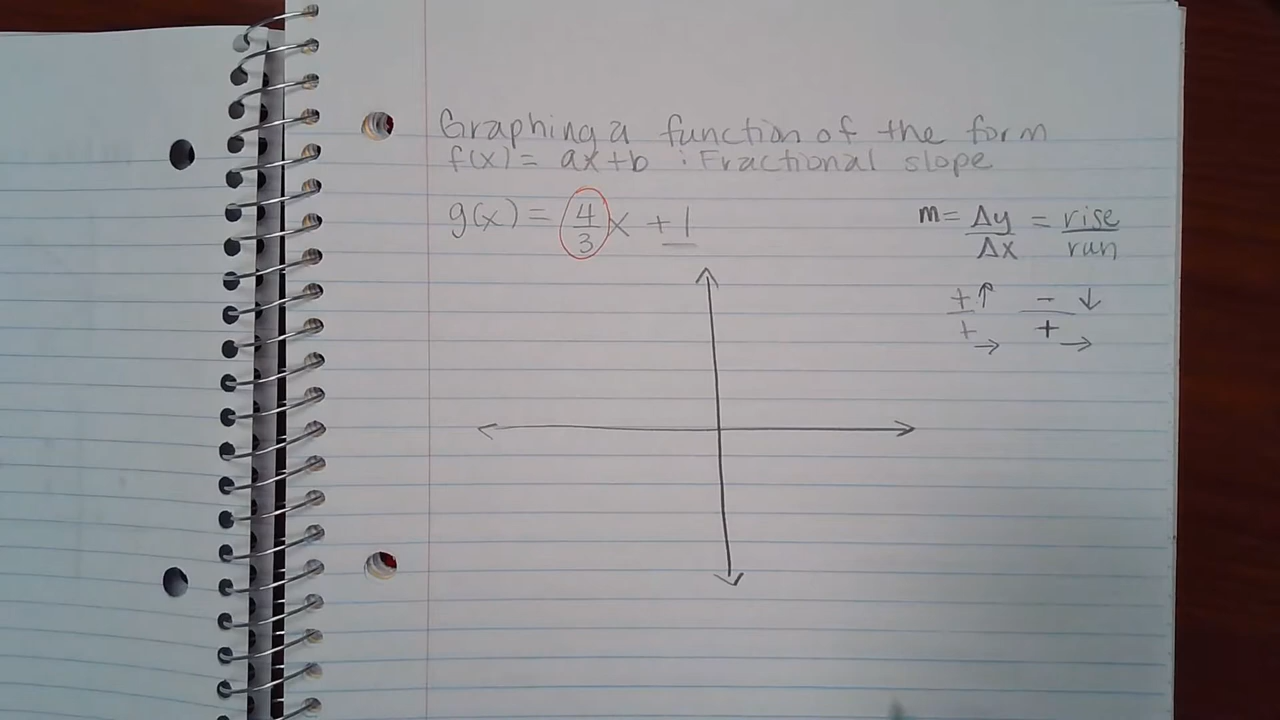 Graphing a function of the form
f(x) = ax+b : Fractional slope
g(x) = 4/3 x + 1
m = Δy/Δx = rise/run
+↑/+→ -↓/+→